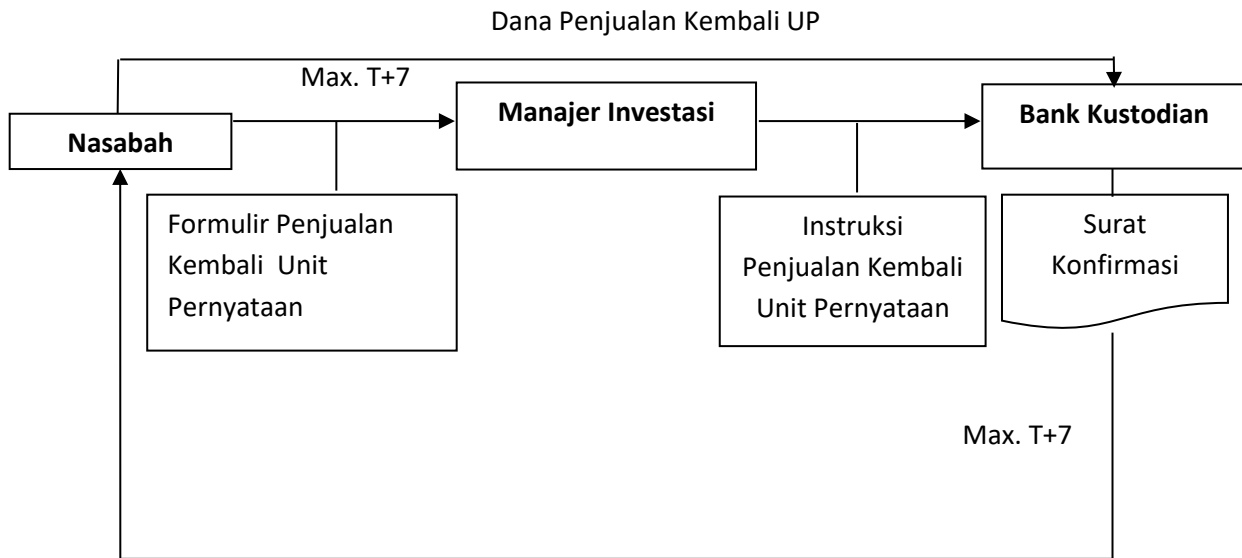 Dana Penjualan Kembali UP
Max. T+7
Nasabah
Manajer Investasi
Bank Kustodian
Formulir Penjualan
Kembali Unit
Pernyataan
Instruksi
Penjualan Kembali
Unit Pernyataan
Surat
Konfirmasi
Max. T+7